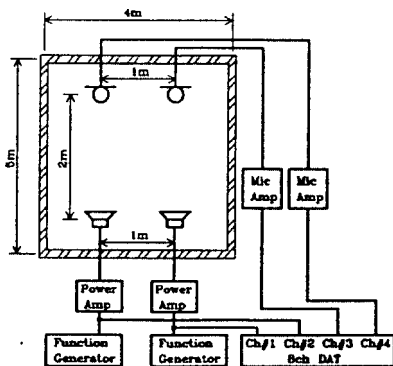 4m
1m
5m
2m
Mic Amp
Mic Amp
1m
Power Amp
Power Amp
Function Generator
Function Generator
Ch#1 Ch#2 Ch#3 Ch#4
8ch DAT